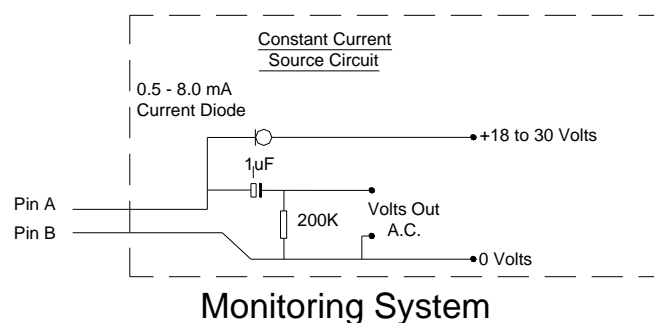 Constant Current
Source Circuit
0.5 - 8.0 mA
Current Diode
+18 to 30 Volts
1uF
Pin A
Pin B
200K
Volts Out
A.C.
0 Volts
Monitoring System